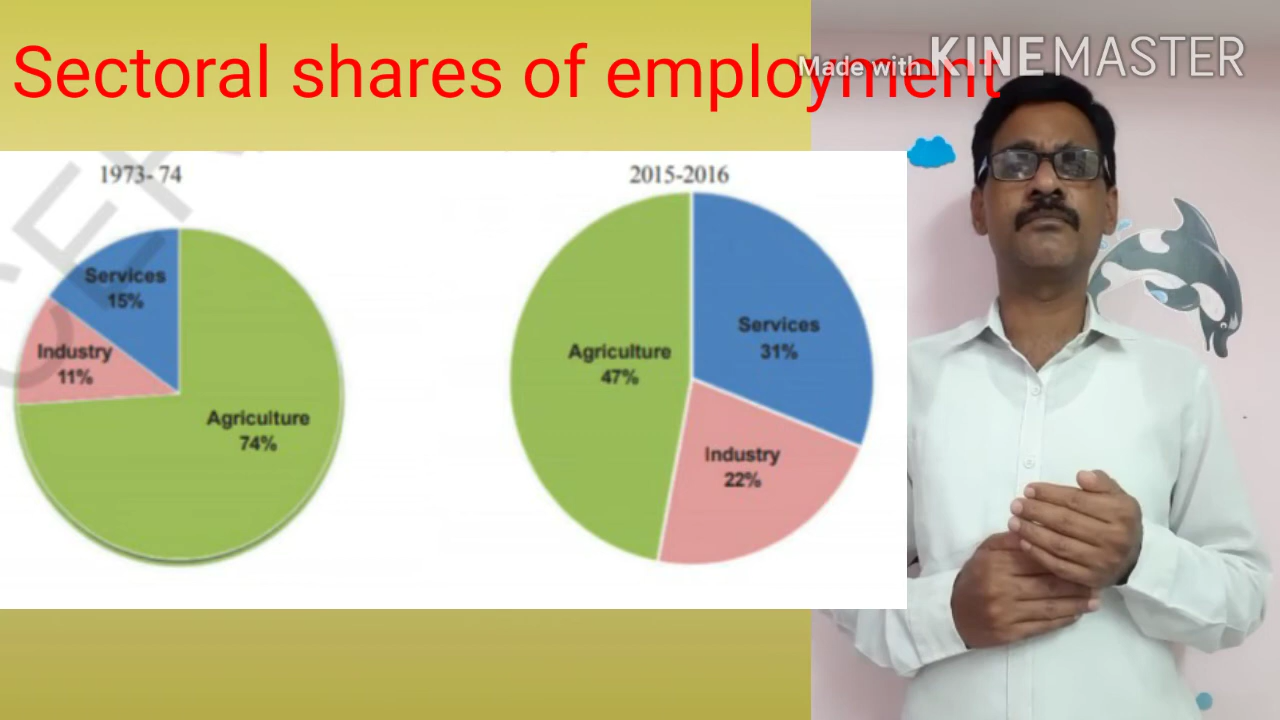 Sectoral shares of employment
Made with KINEMASTER
1973- 74
2015-2016
Services
15%
Industry
11%
Agriculture
74%
Services
31%
Agriculture
47%
Industry
22%